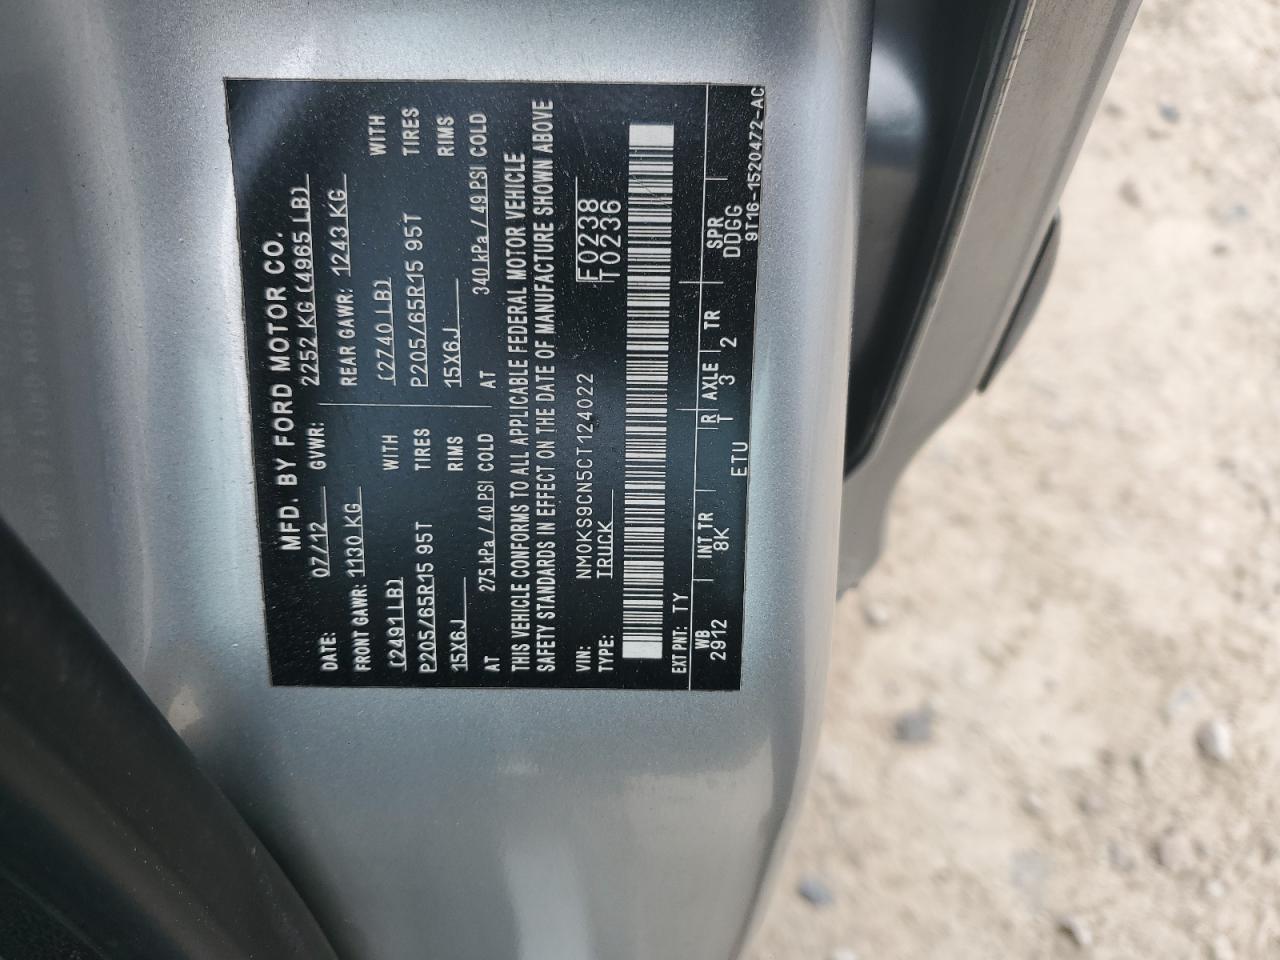 MFD. BY FORD MOTOR CO.
DATE: 07/12 GVWR: 2252 KG (4965 LB)
FRONT GAWR: 1130 KG REAR GAWR: 1243 KG
(2491LB) WITH (2740 LB) WITH
P205/65R15 95T TIRES P205/65R15 95T TIRES
15X6J RIMS 15X6J RIMS
AT 275 kPa / 40 PSI COLD AT 340 kPa / 49 PSI COLD
THIS VEHICLE CONFORMS TO ALL APPLICABLE FEDERAL MOTOR VEHICLE
SAFETY STANDARDS IN EFFECT ON THE DATE OF MANUFACTURE SHOWN ABOVE
VIN: NM0KS9CN5CT124022 F0238
TYPE: TRUCK T0236
EXT PNT: TY
WB INT TR R AXLE TR SPR
2912 8K T 3 2 DDGG
ETU 9T16-1520472-AC